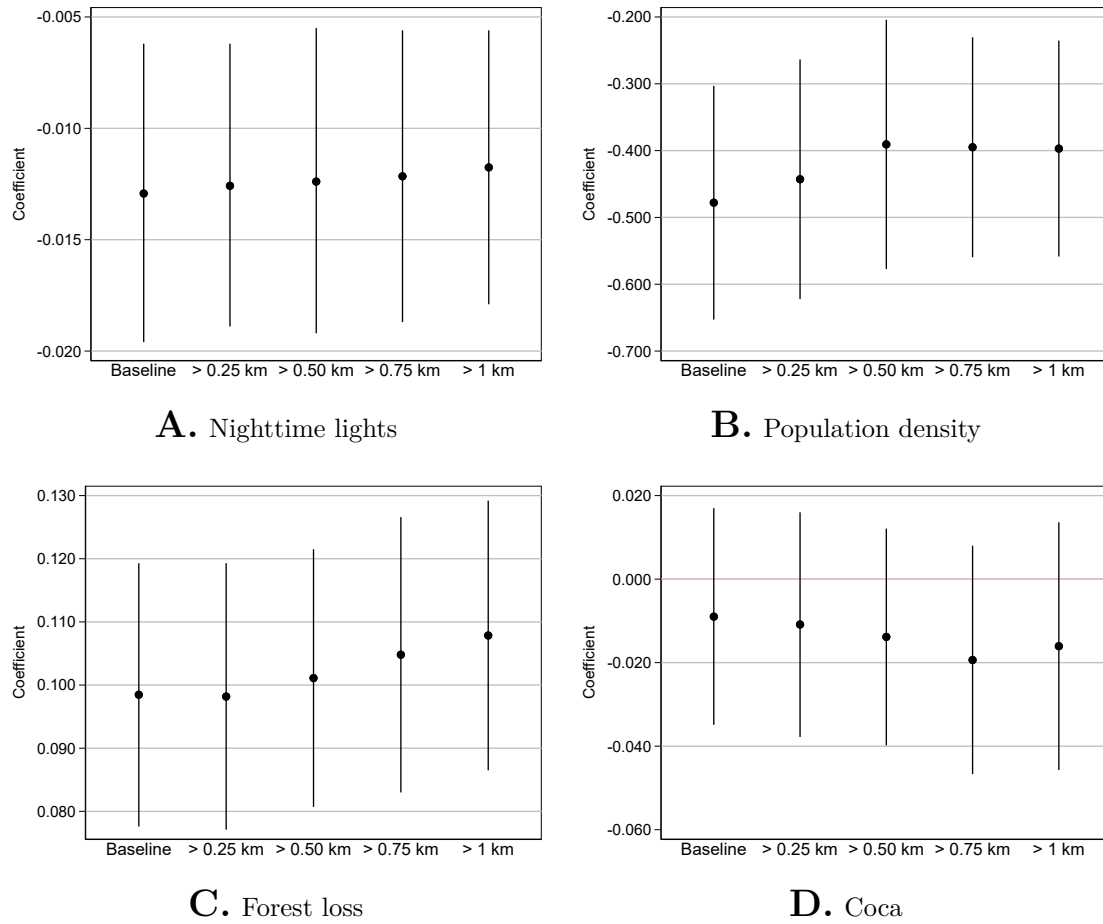 -0.005
-0.010
-0.015
-0.020
Coefficient
Baseline > 0.25 km > 0.50 km > 0.75 km > 1 km
A. Nighttime lights
-0.200
-0.300
-0.400
-0.500
-0.600
-0.700
Coefficient
Baseline > 0.25 km > 0.50 km > 0.75 km > 1 km
B. Population density
0.130
0.120
0.110
0.100
0.090
0.080
Coefficient
Baseline > 0.25 km > 0.50 km > 0.75 km > 1 km
C. Forest loss
0.020
0.000
-0.020
-0.040
-0.060
Coefficient
Baseline > 0.25 km > 0.50 km > 0.75 km > 1 km
D. Coca